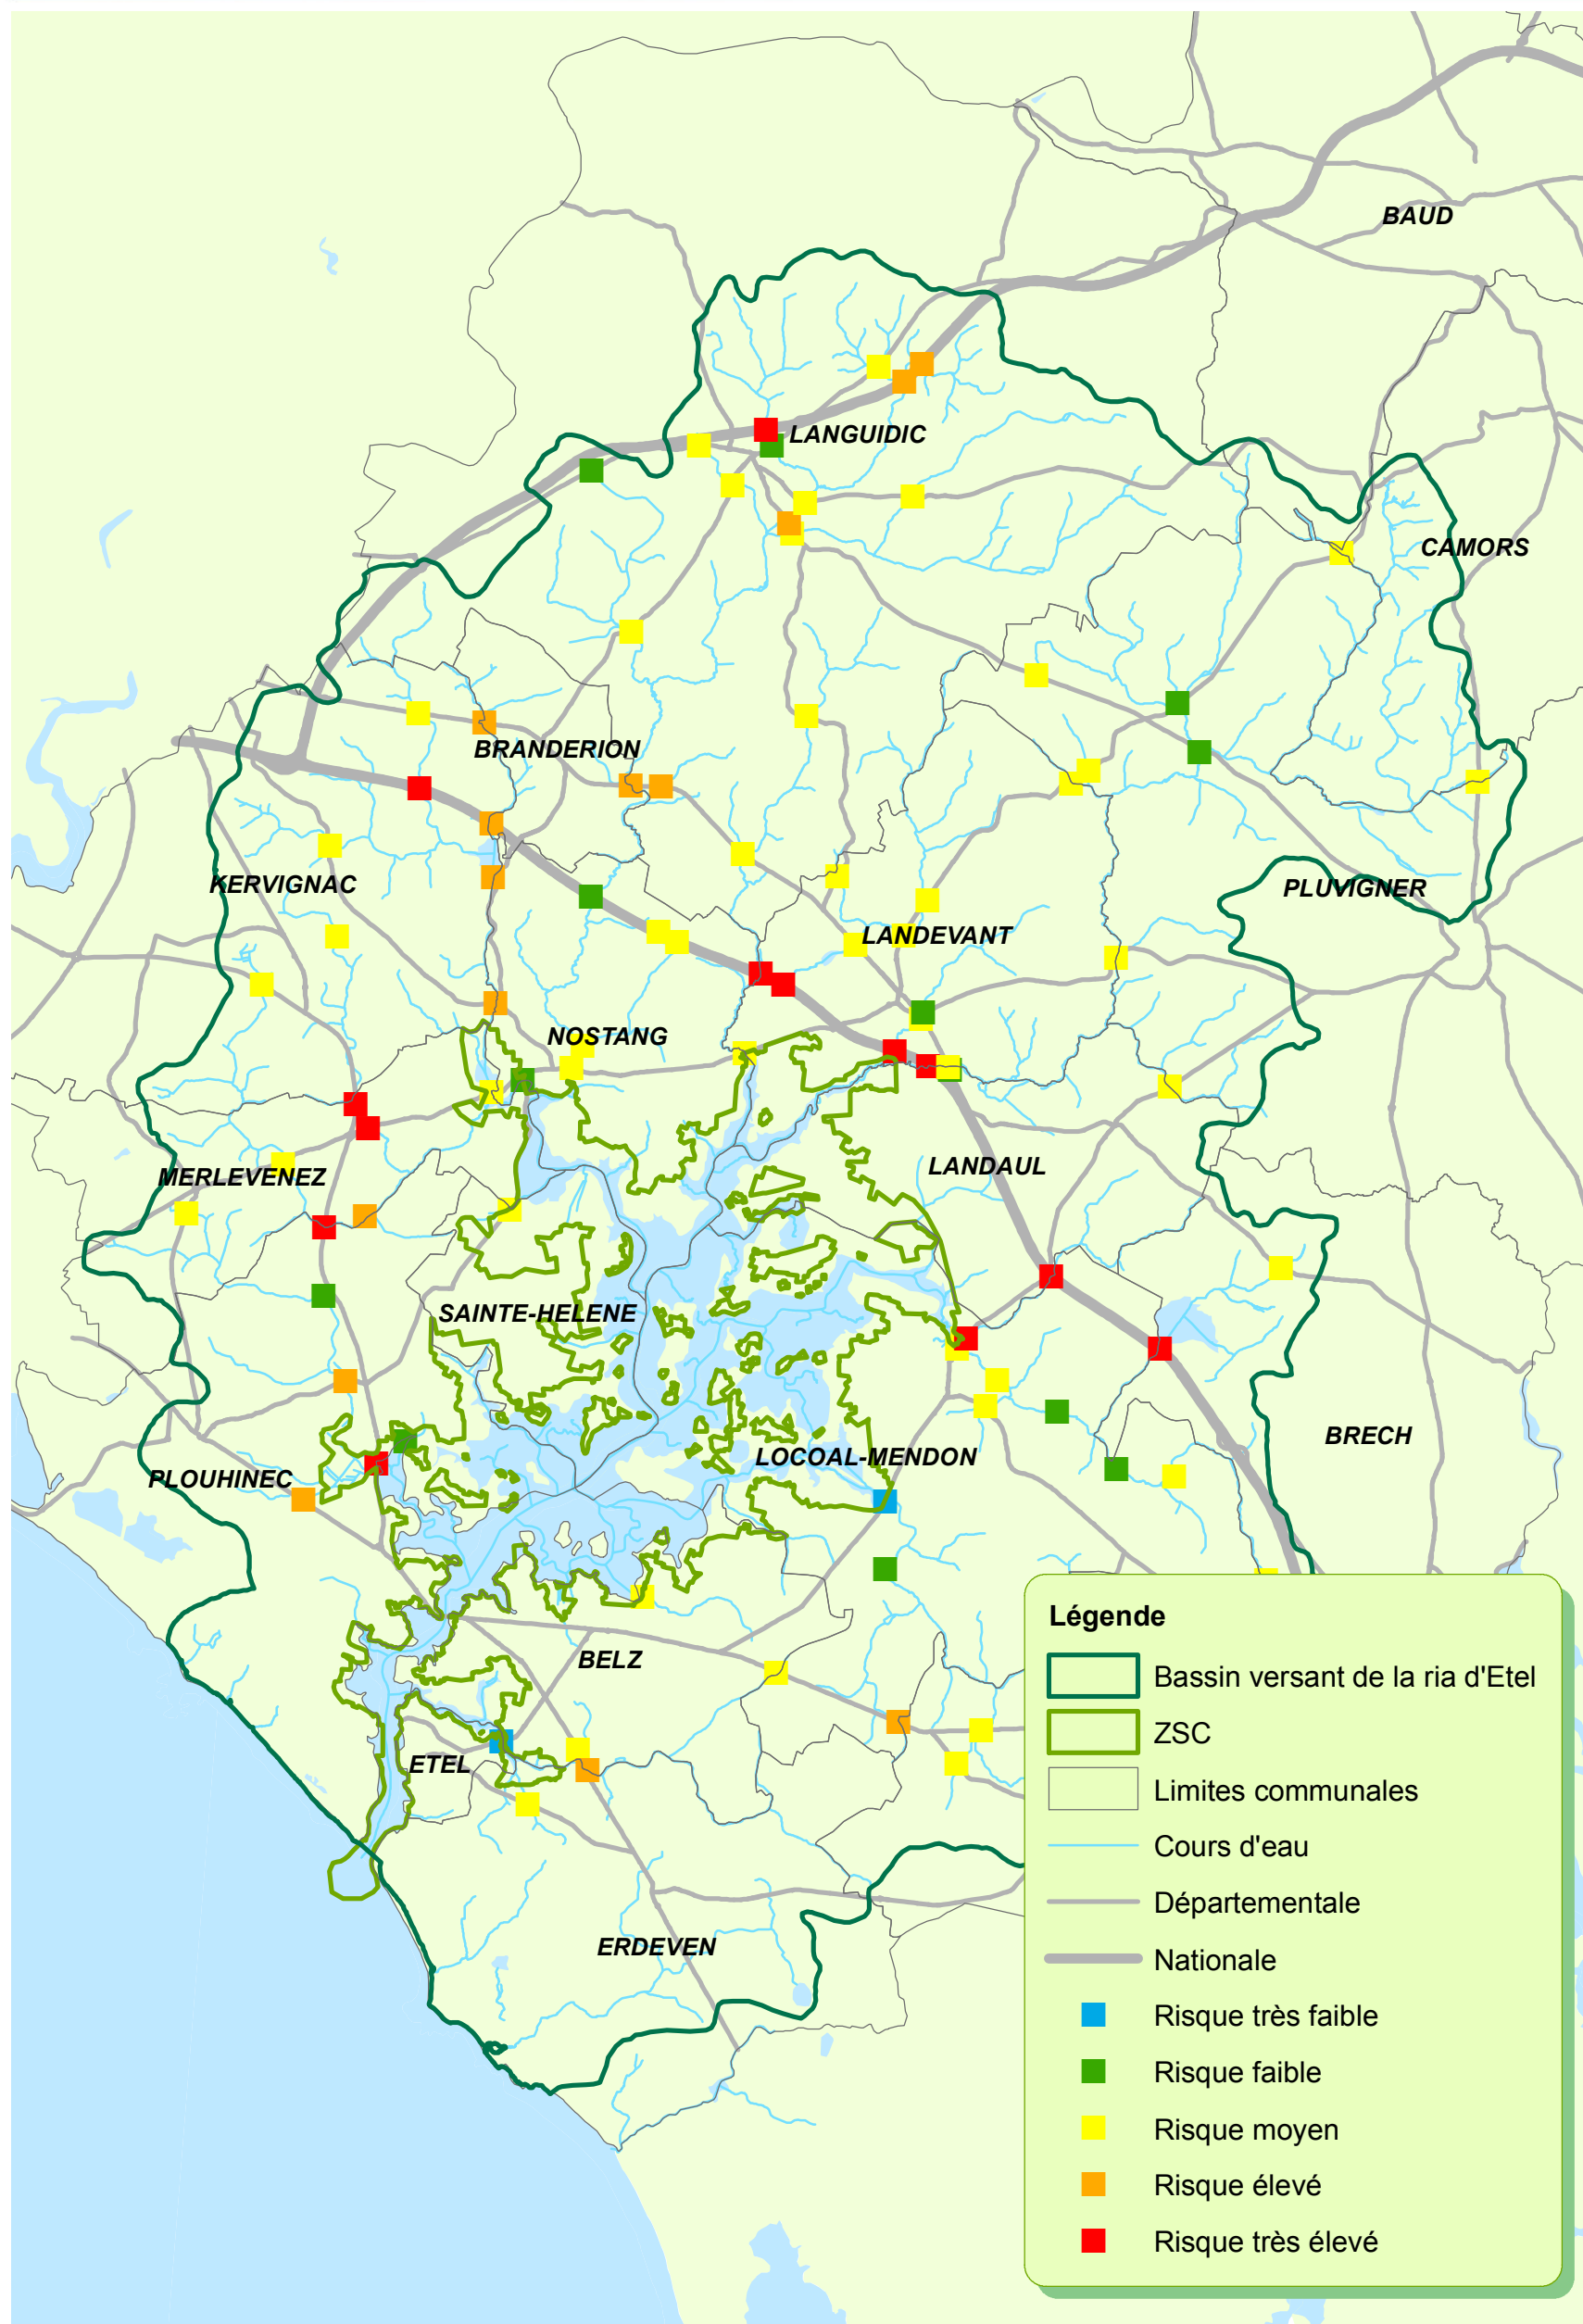 BAUD
LANGUIDIC
CAMORS
BRANDERION
KERVIGNAC
PLUVIGNER
LANDEVANT
NOSTANG
MERLEVENEZ
LANDAUL
SAINTE-HELENE
BRECH
LOCOAL-MENDON
PLOUHINEC
BELZ
ETEL
ERDEVEN
Légende
Bassin versant de la ria d'Etel
ZSC
Limites communales
Cours d'eau
Départementale
Nationale
Risque très faible
Risque faible
Risque moyen
Risque élevé
Risque très élevé